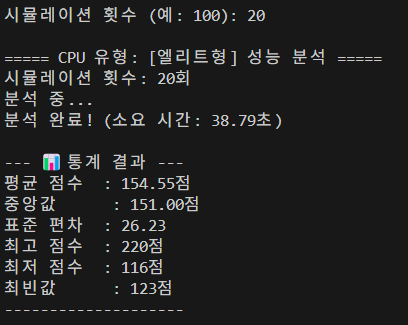 시뮬레이션 횟수 (예: 100): 20
===== CPU 유형: [엘리트형] 성능 분석 =====
시뮬레이션 횟수: 20회
분석 중...
분석 완료! (소요 시간: 38.79초)
--- 📊 통계 결과 ---
평균 점수 : 154.55점
중앙값 : 151.00점
표준 편차 : 26.23
최고 점수 : 220점
최저 점수 : 116점
최빈값 : 123점
--------------------